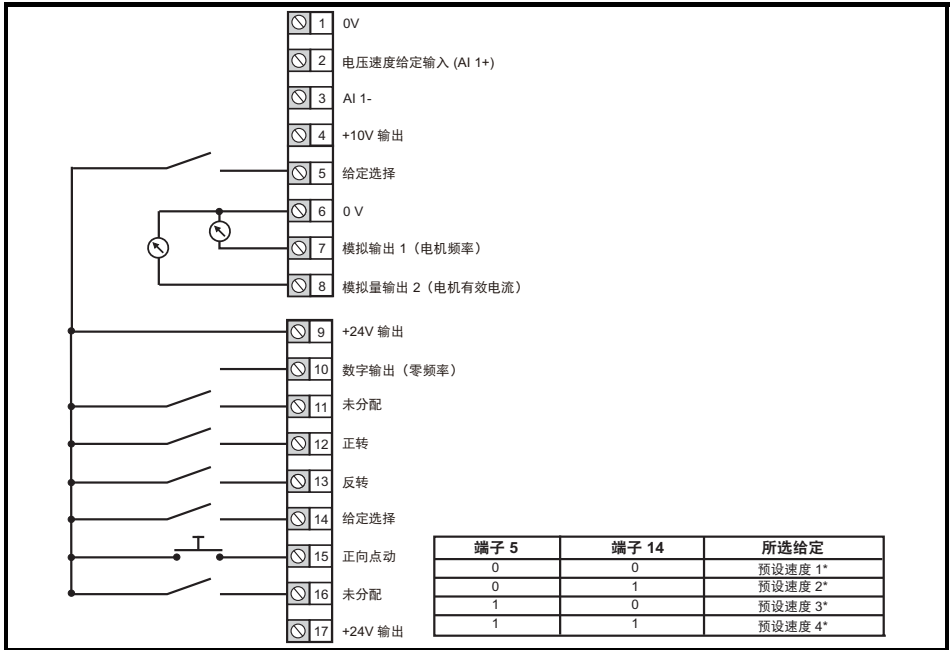 1 0V
2 电压速度给定输入 (AI 1+)
3 AI 1-
4 +10V 输出
5 给定选择
6 0 V
7 模拟输出 1（电机频率）
8 模拟量输出 2（电机有效电流）
9 +24V 输出
10 数字输出（零频率）
11 未分配
12 正转
13 反转
14 给定选择
15 正向点动
16 未分配
17 +24V 输出
端子 5 端子 14 所选给定
0 0 预设速度 1*
0 1 预设速度 2*
1 0 预设速度 3*
1 1 预设速度 4*